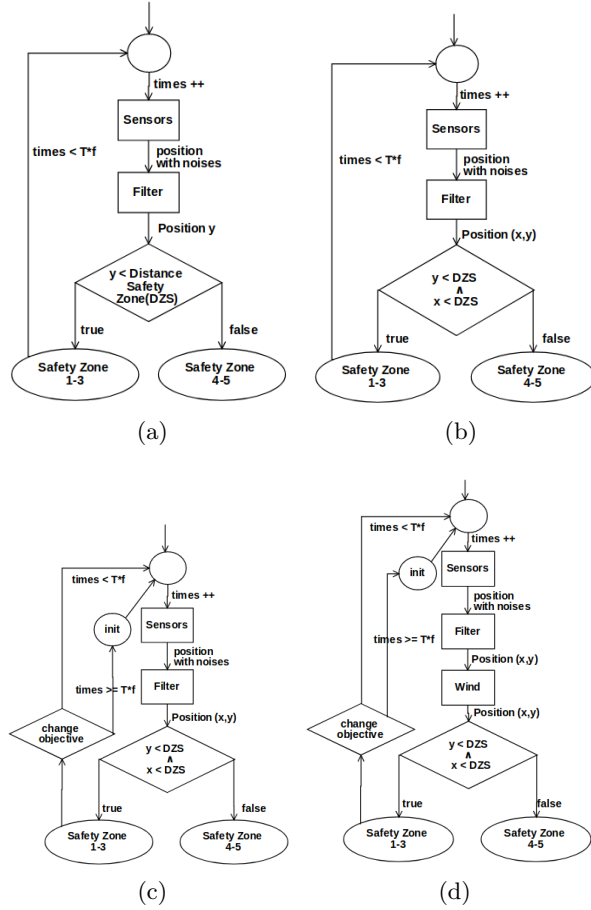 times ++
Sensors
times < T*f
position
with noises
Filter
Position y
y < Distance
Safety
Zone(DZS)
true
false
Safety Zone
1-3
Safety Zone
4-5
(a)
times ++
Sensors
times < T*f
position
with noises
Filter
Position (x,y)
y < DZS
∧
x < DZS
true
false
Safety Zone
1-3
Safety Zone
4-5
(b)
times < T*f
times ++
init
Sensors
position
with noises
times >= T*f
Filter
Position (x,y)
change
objective
y < DZS
∧
x < DZS
true
false
Safety Zone
1-3
Safety Zone
4-5
(c)
times < T*f
times ++
init
Sensors
position
with noises
Filter
times >= T*f
Position (x,y)
Wind
Position (x,y)
change
objective
y < DZS
∧
x < DZS
true
false
Safety Zone
1-3
Safety Zone
4-5
(d)